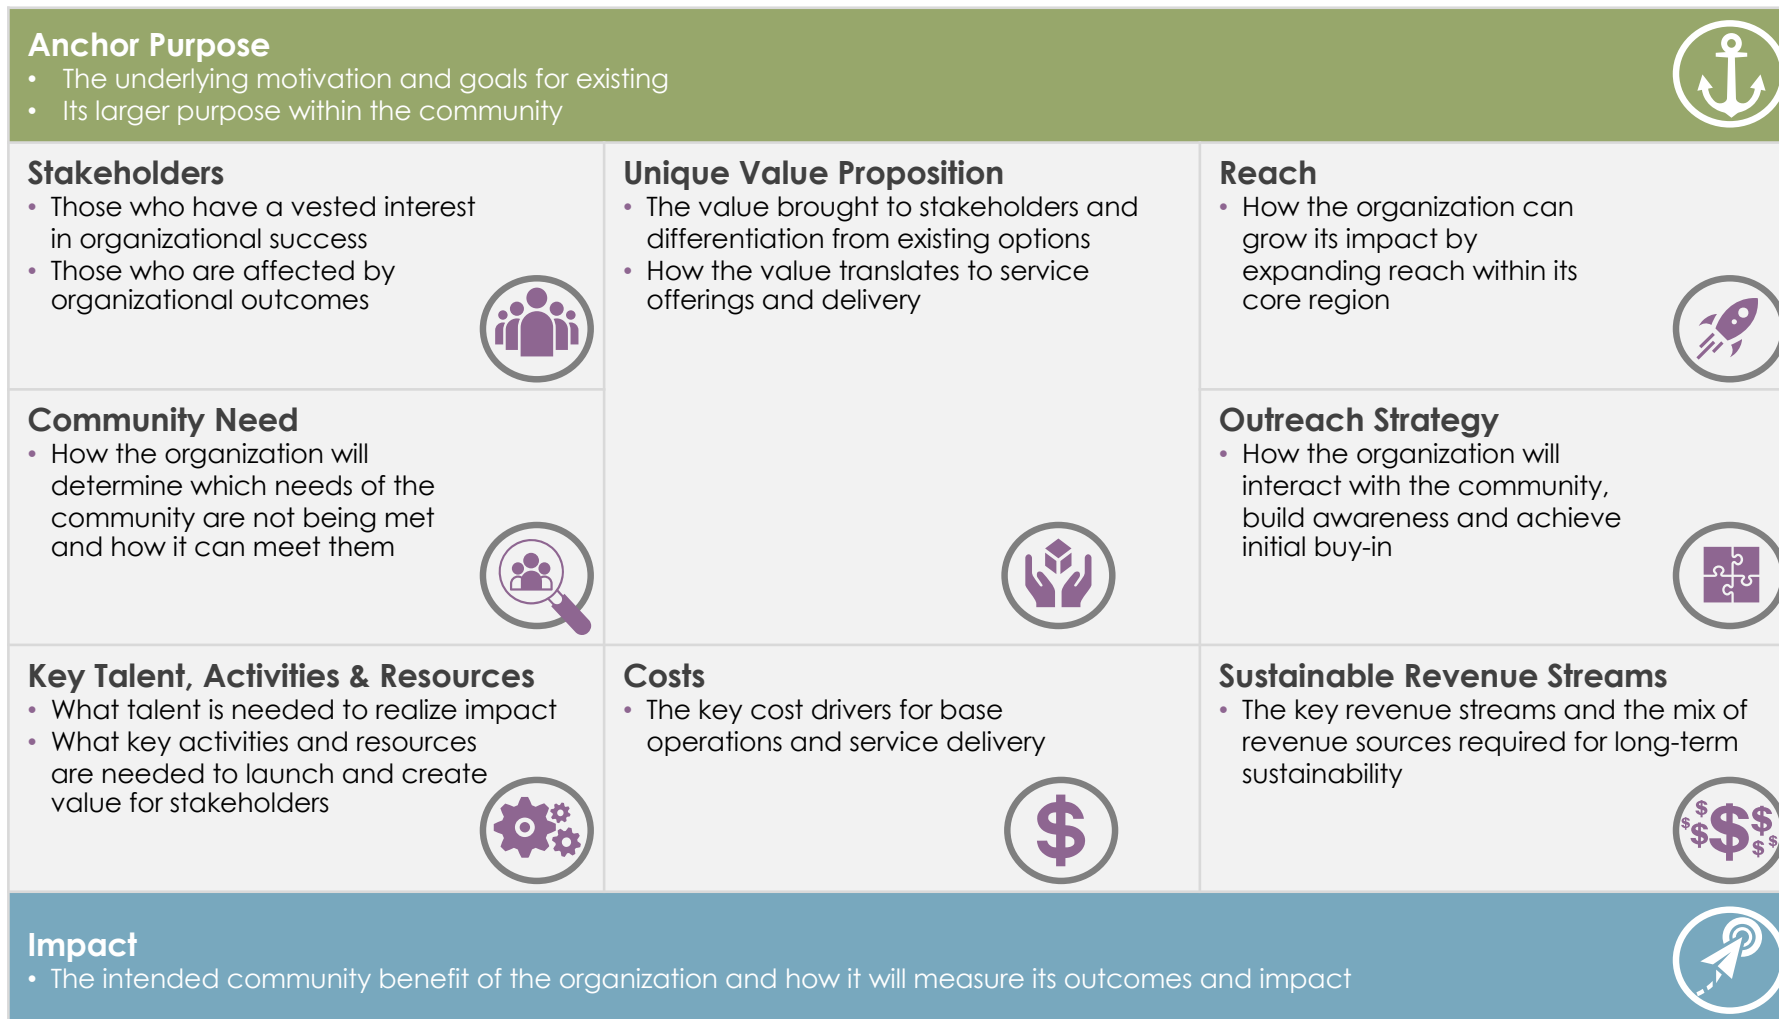 Anchor Purpose
• The underlying motivation and goals for existing
• Its larger purpose within the community
Stakeholders
• Those who have a vested interest
in organizational success
• Those who are affected by
organizational outcomes
Unique Value Proposition
• The value brought to stakeholders and
differentiation from existing options
• How the value translates to service
offerings and delivery
Reach
• How the organization can
grow its impact by
expanding reach within its
core region
Community Need
• How the organization will
determine which needs of the
community are not being met
and how it can meet them
Outreach Strategy
• How the organization will
interact with the community,
build awareness and achieve
initial buy-in
Key Talent, Activities & Resources
• What talent is needed to realize impact
• What key activities and resources
are needed to launch and create
value for stakeholders
Costs
• The key cost drivers for base
operations and service delivery
$
Sustainable Revenue Streams
• The key revenue streams and the mix of
revenue sources required for long-term
sustainability
$ $ $ $ $ $ $
Impact
• The intended community benefit of the organization and how it will measure its outcomes and impact